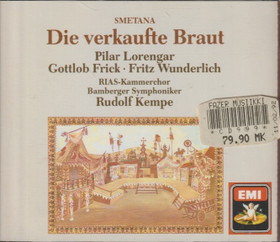 SMETANA
Die verkaufte Braut
Pilar Lorengar
Gottlob Frick · Fritz Wunderlich
RIAS-Kammerchor
Bamberger Symphoniker
Rudolf Kempe
FAZER MUSIIKKI
79.90 MK
EMI